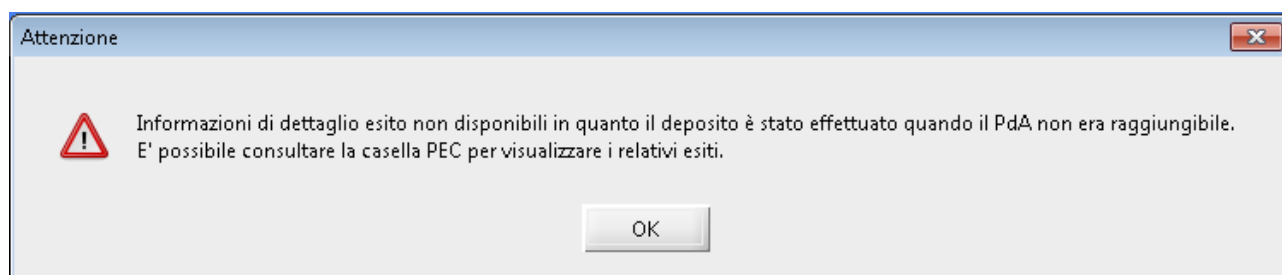 Attenzione
Informazioni di dettaglio esito non disponibili in quanto il deposito è stato effettuato quando il PdA non era raggiungibile.
E' possibile consultare la casella PEC per visualizzare i relativi esiti.
OK